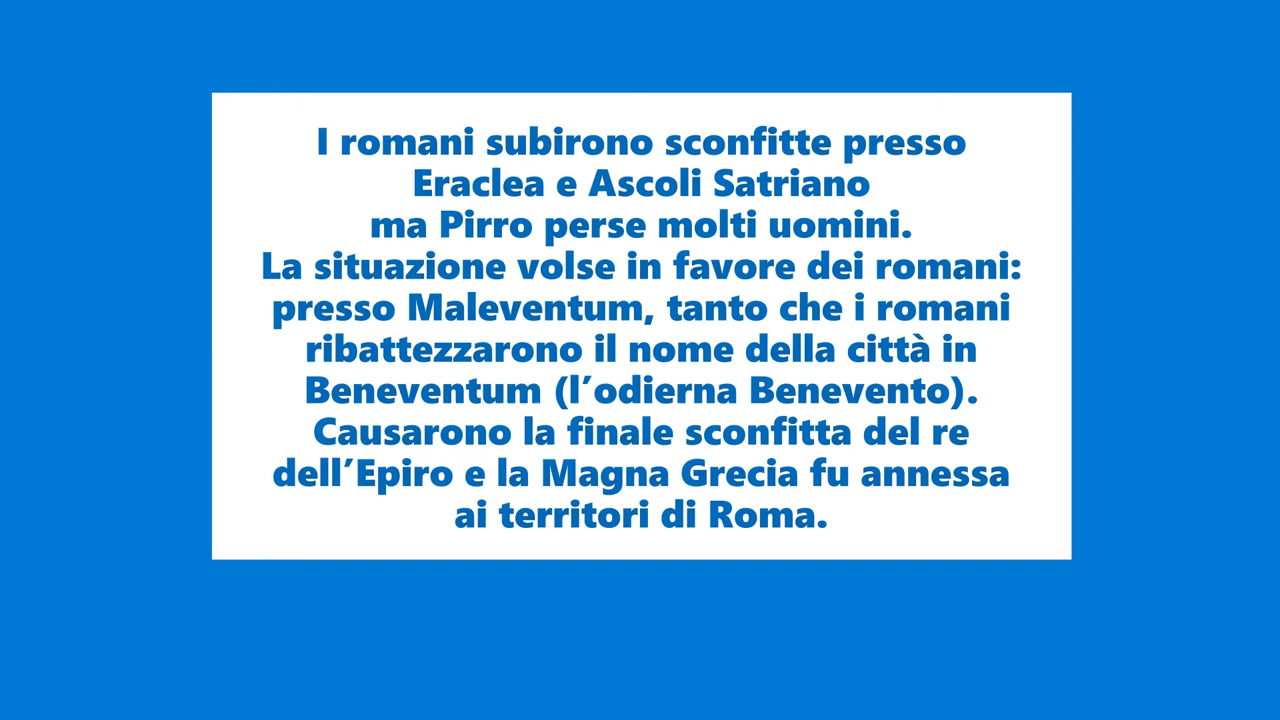 I romani subirono sconfitte presso
Eraclea e Ascoli Satriano
ma Pirro perse molti uomini.
La situazione volse in favore dei romani:
presso Maleventum, tanto che i romani
ribattezzarono il nome della città in
Beneventum (l’odierna Benevento).
Causarono la finale sconfitta del re
dell’Epiro e la Magna Grecia fu annessa
ai territori di Roma.